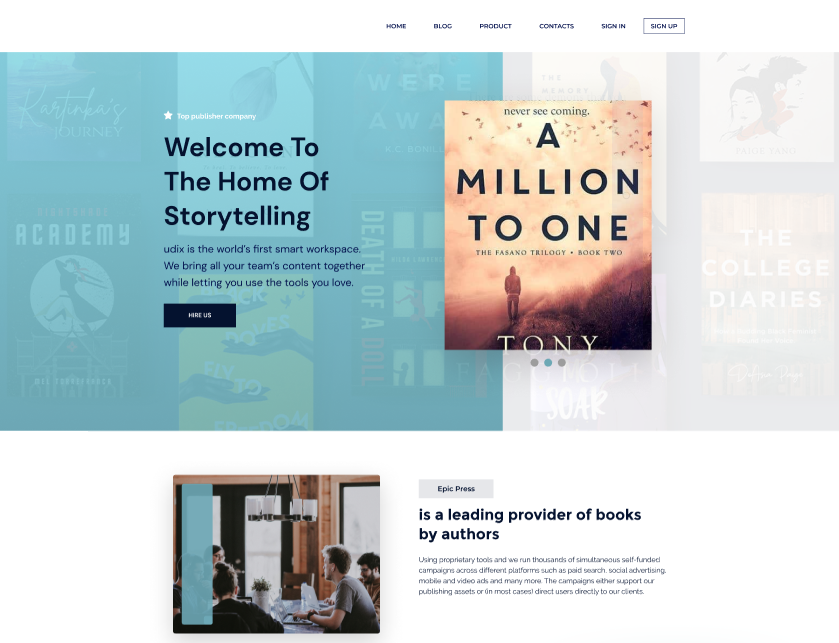 HOME
BLOG
PRODUCT
CONTACTS
SIGN IN
SIGN UP
Top publisher company
Welcome To
The Home Of
Storytelling
udix is the world's first smart workspace.
We bring all your team's content together
while letting you use the tools you love.
HIRE US
never see coming.
A
MILLION
TO ONE
THE FASANO TRILOGY • BOOK TWO
TONY
Kartinka's
JOURNEY
WERE
AWA
K.C. BONILL
THE
MEMORY
ACADEMY
DEATH OF A DOLL
FLY
TO
FREEDOM
SOAR
THE
COLLEGE
DIARIES
Epic Press
is a leading provider of books
by authors
Using proprietary tools and we run thousands of simultaneous self-funded
campaigns across different platforms such as paid search, social advertising,
mobile and video ads and many more. The campaigns either support our
publishing assets or (in most cases) direct users directly to our clients.